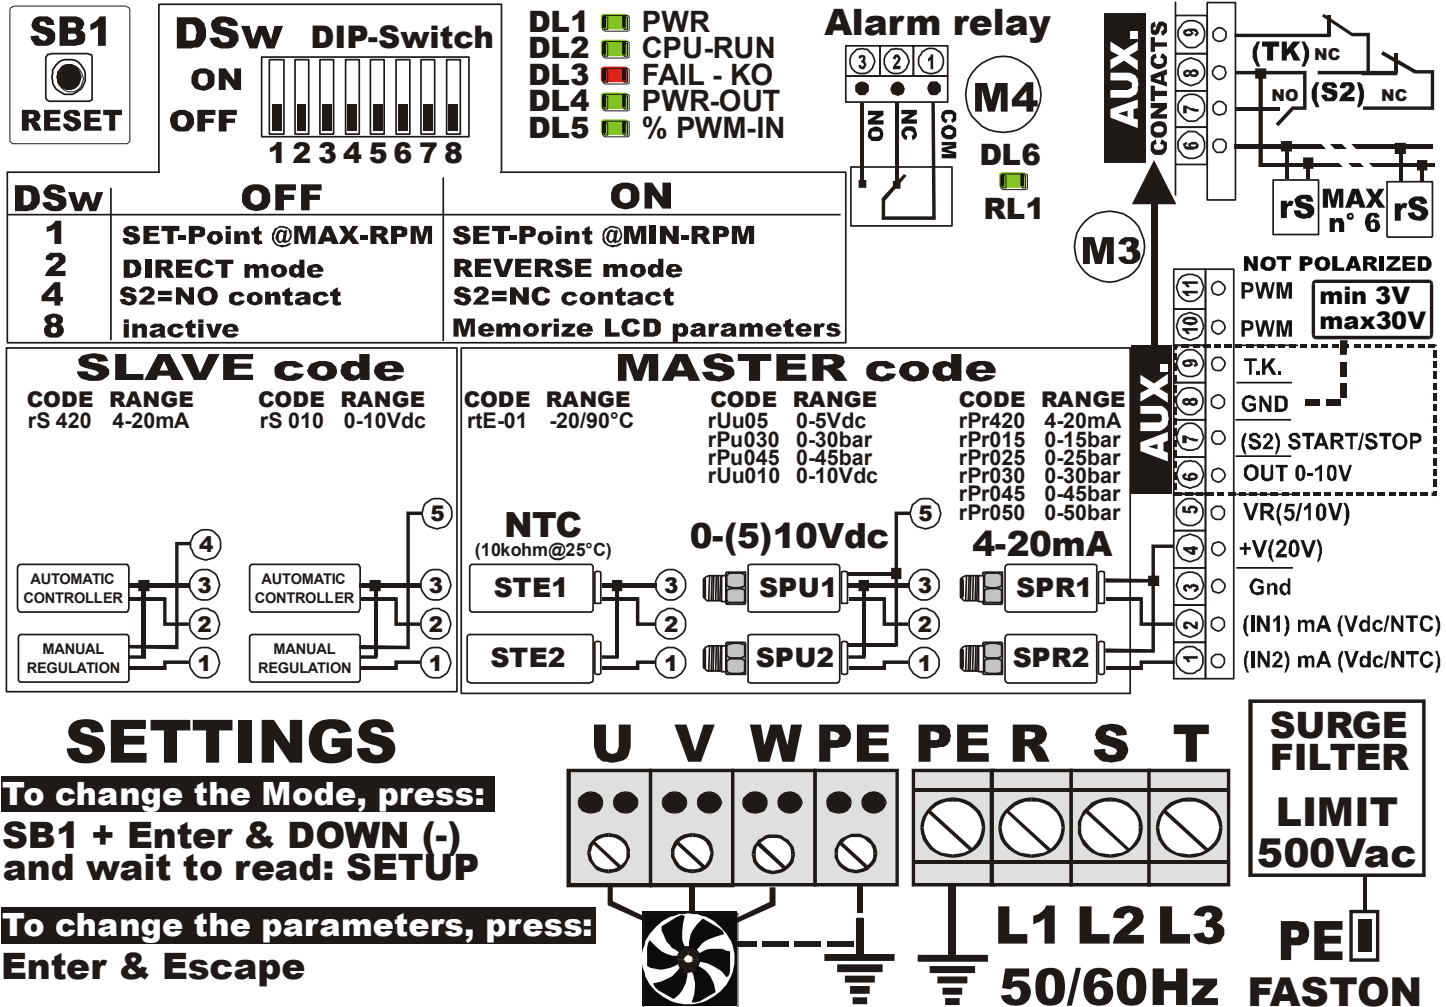 SB1
RESET
DSw DIP-Switch
ON
OFF
1 2 3 4 5 6 7 8
DL1 PWR
DL2 CPU-RUN
DL3 FAIL - KO
DL4 PWR-OUT
DL5 % PWM-IN
Alarm relay
3 2 1
NO NC COM
M4
DL6
RL1
AUX.
CONTACTS
9
8
7
6
(TK) NC
NO (S2) NC
rS MAX n° 6 rS
M3
DSw OFF ON
1 SET-Point @MAX-RPM SET-Point @MIN-RPM
2 DIRECT mode REVERSE mode
4 S2=NO contact S2=NC contact
8 inactive Memorize LCD parameters
NOT POLARIZED
min 3V
max30V
AUX.
11 PWM
10 PWM
9 T.K.
8 GND
7 (S2) START/STOP
6 OUT 0-10V
5 VR(5/10V)
4 +V(20V)
3 Gnd
2 (IN1) mA (Vdc/NTC)
1 (IN2) mA (Vdc/NTC)
SLAVE code
CODE RANGE CODE RANGE
rS 420 4-20mA rS 010 0-10Vdc
4
3
2
1
AUTOMATIC
CONTROLLER
MANUAL
REGULATION
5
3
2
1
AUTOMATIC
CONTROLLER
MANUAL
REGULATION
MASTER code
CODE RANGE
rtE-01 -20/90°C
CODE RANGE
rUu05 0-5Vdc
rPu030 0-30bar
rPu045 0-45bar
rUu010 0-10Vdc
CODE RANGE
rPr420 4-20mA
rPr015 0-15bar
rPr025 0-25bar
rPr030 0-30bar
rPr045 0-45bar
rPr050 0-50bar
NTC
(10kohm@25°C)
STE1 3
2
STE2 1
0-(5)10Vdc
5
SPU1 3
2
SPU2 1
4-20mA
SPR1
SPR2
SETTINGS
To change the Mode, press:
SB1 + Enter & DOWN (-)
and wait to read: SETUP
To change the parameters, press:
Enter & Escape
U V W PE PE R S T
L1 L2 L3
50/60Hz
SURGE
FILTER
LIMIT
500Vac
PE
FASTON